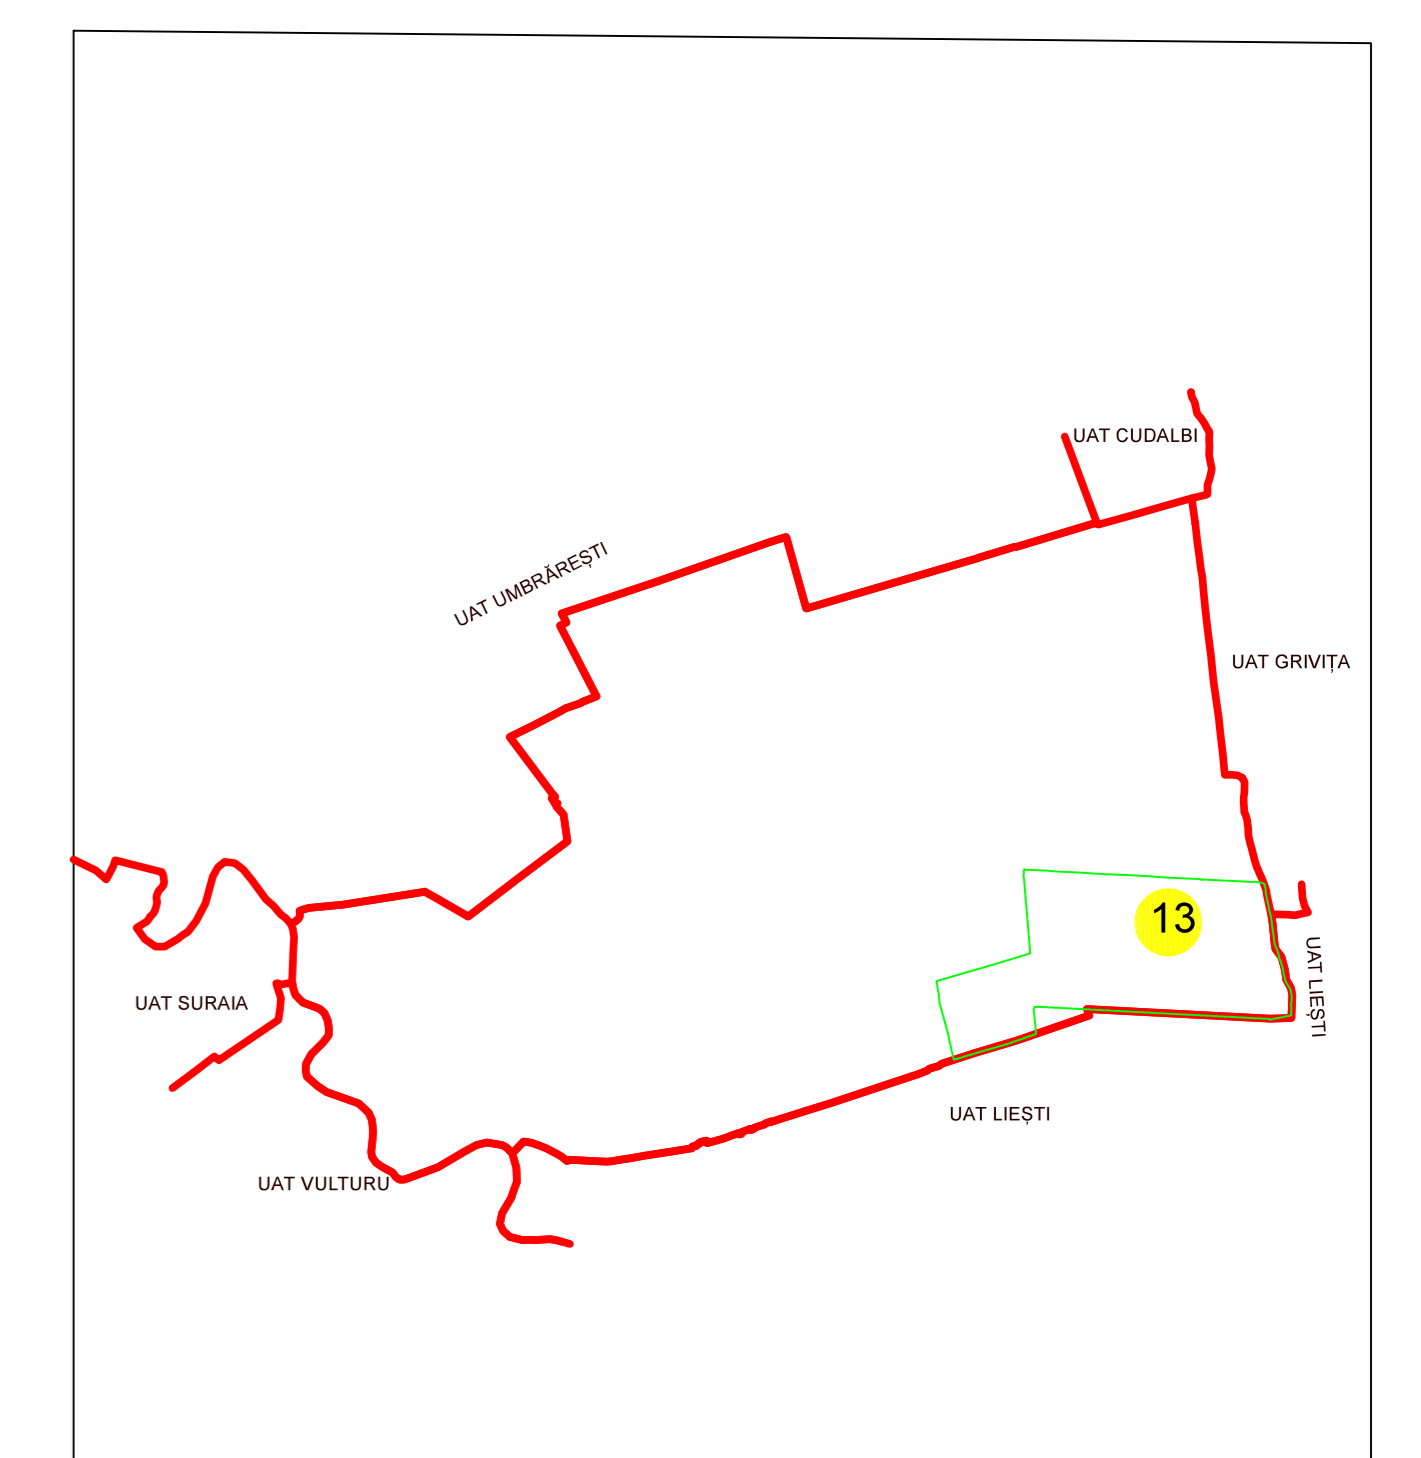 UAT CUDALBI
UAT UMBRĂREȘTI
UAT GRIVIȚA
13
UAT LIEȘTI
UAT SURAIA
UAT LIEȘTI
UAT VULTURU